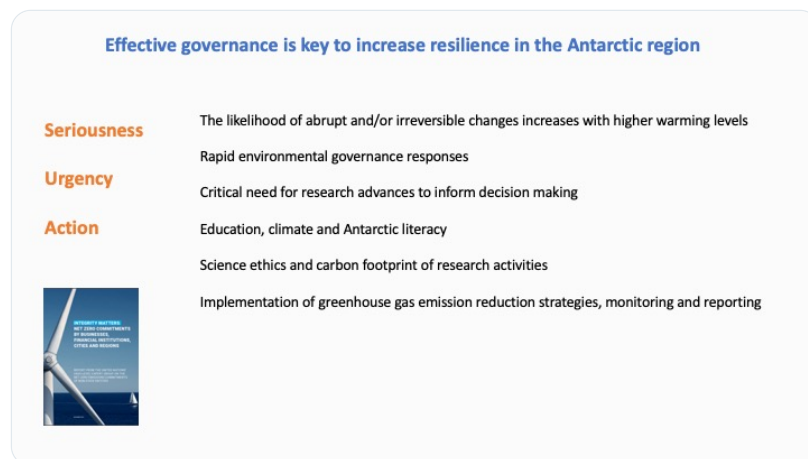 Effective governance is key to increase resilience in the Antarctic region
Seriousness
Urgency
Action
The likelihood of abrupt and/or irreversible changes increases with higher warming levels
Rapid environmental governance responses
Critical need for research advances to inform decision making
Education, climate and Antarctic literacy
Science ethics and carbon footprint of research activities
Implementation of greenhouse gas emission reduction strategies, monitoring and reporting
INTEGRITY MATTERS:
NET ZERO COMMITMENTS
BY BUSINESSES,
FINANCIAL INSTITUTIONS,
CITIES AND REGIONS